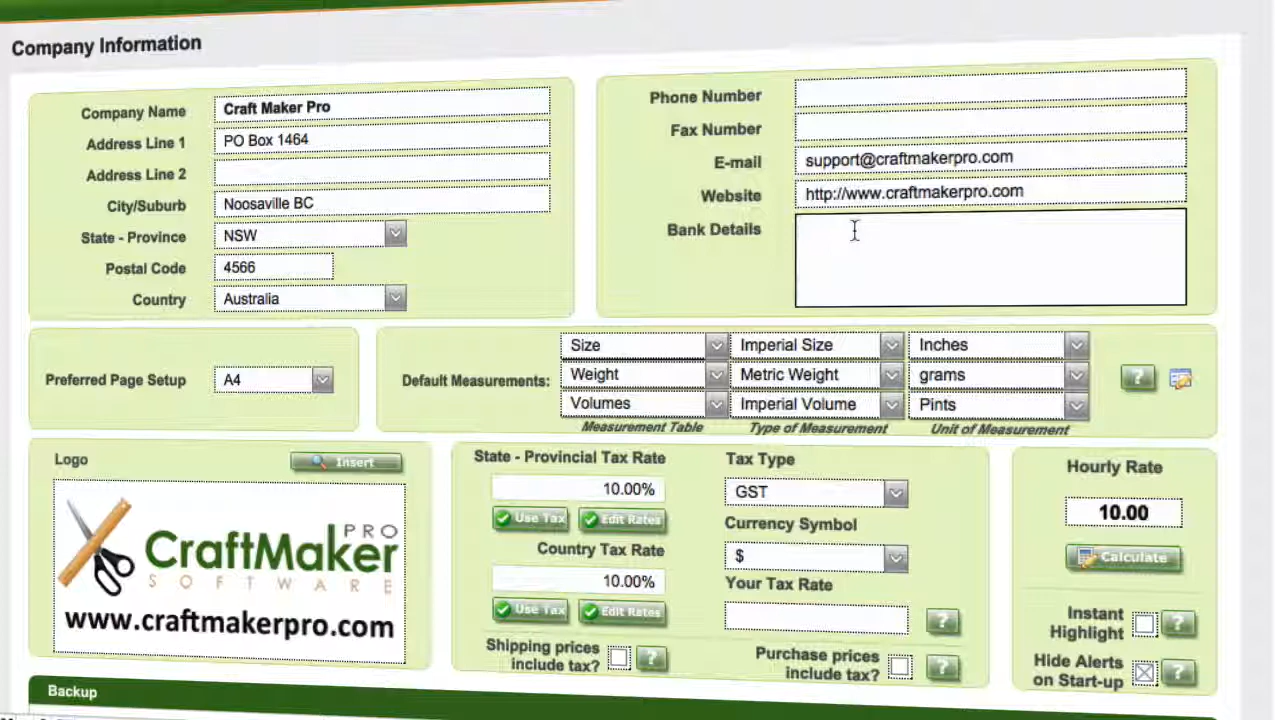 Company Information
Company Name
Craft Maker Pro
Address Line 1
PO Box 1464
Address Line 2
City/Suburb
Noosaville BC
State - Province
NSW
Postal Code
4566
Country
Australia
Phone Number
Fax Number
E-mail
support@craftmakerpro.com
Website
http://www.craftmakerpro.com
Bank Details
Preferred Page Setup
A4
Default Measurements:
Size
Imperial Size
Inches
Weight
Metric Weight
grams
Volumes
Imperial Volume
Pints
Measurement Table
Type of Measurement
Unit of Measurement
?
Logo
Insert
PRO
CraftMaker
SOFTWARE
www.craftmakerpro.com
State - Provincial Tax Rate
10.00%
Use Tax
Edit Rates
Country Tax Rate
10.00%
Use Tax
Edit Rates
Tax Type
GST
Currency Symbol
$
Your Tax Rate
?
Shipping prices
include tax?
?
Purchase prices
include tax?
?
Hourly Rate
10.00
Calculate
Instant
Highlight
?
Hide Alerts
on Start-up
?
Backup